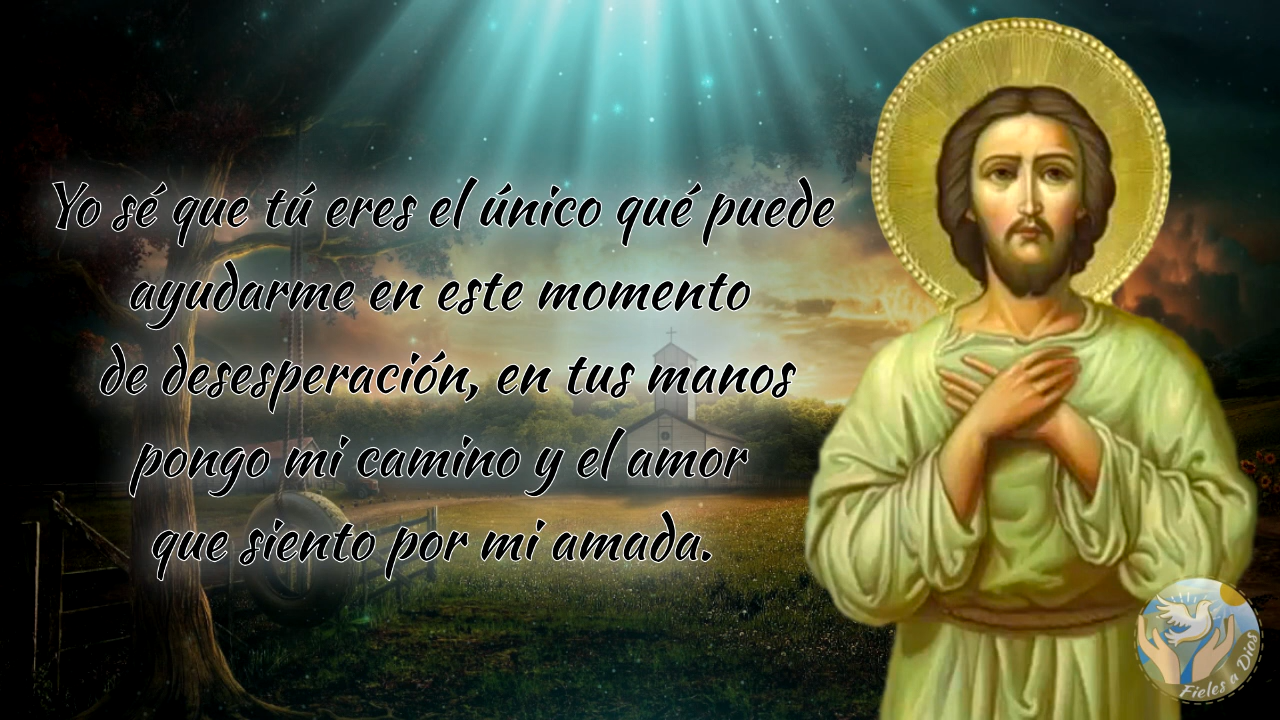 Yo sé que tú eres el único qué puede
ayudarme en este momento
de desesperación, en tus manos
pongo mi camino y el amor
que siento por mi amada.
Fieles a Dios